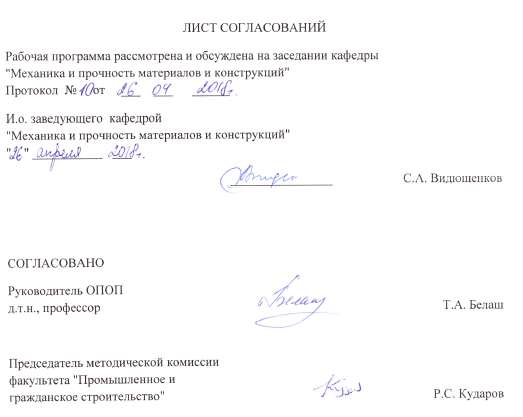 ЛИСТ СОГЛАСОВАНИЙ
Рабочая программа рассмотрена и обсуждена на заседании кафедры
"Механика и прочность материалов и конструкций"
Протокол № 10 от 26 04 2018г.
И.о. заведующего кафедрой
"Механика и прочность материалов и конструкций"
"26" апреля 2018г.
С.А. Видюшенков
СОГЛАСОВАНО
Руководитель ОПОП
д.т.н., профессор Т.А. Белаш
Председатель методической комиссии
факультета "Промышленное и
гражданское строительство" Р.С. Кударов